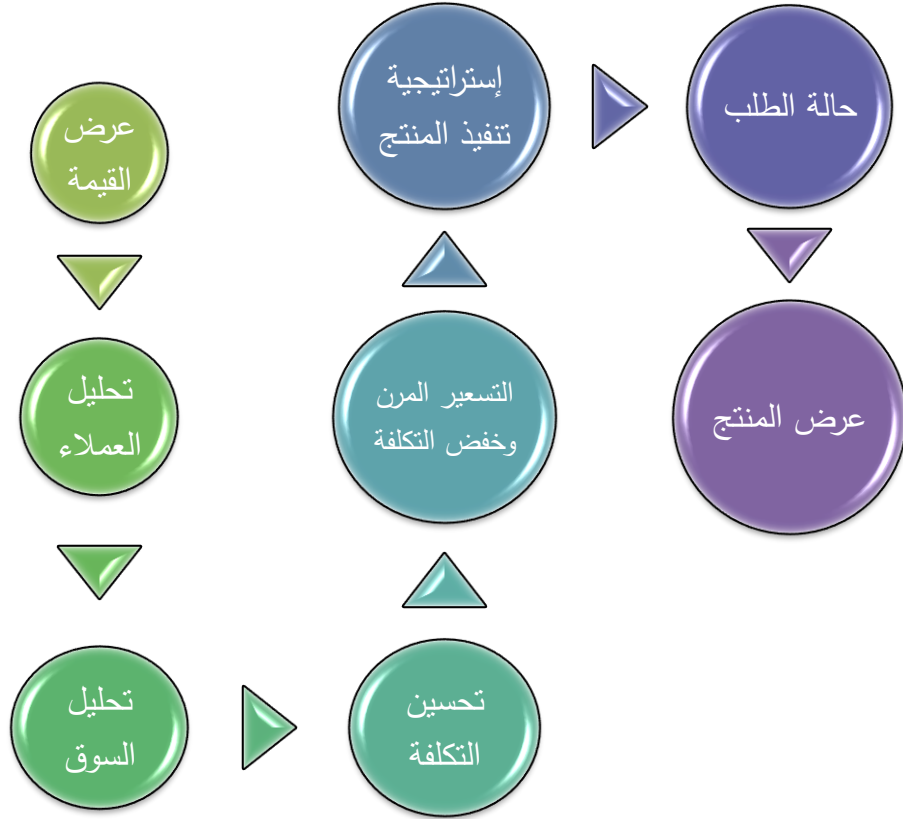 عرض
القيمة
تحليل
العملاء
تحليل
السوق
تحسين
التكلفة
التسعير المرن
وخفض التكلفة
إستراتيجية
تنفيذ المنتج
حالة الطلب
عرض المنتج